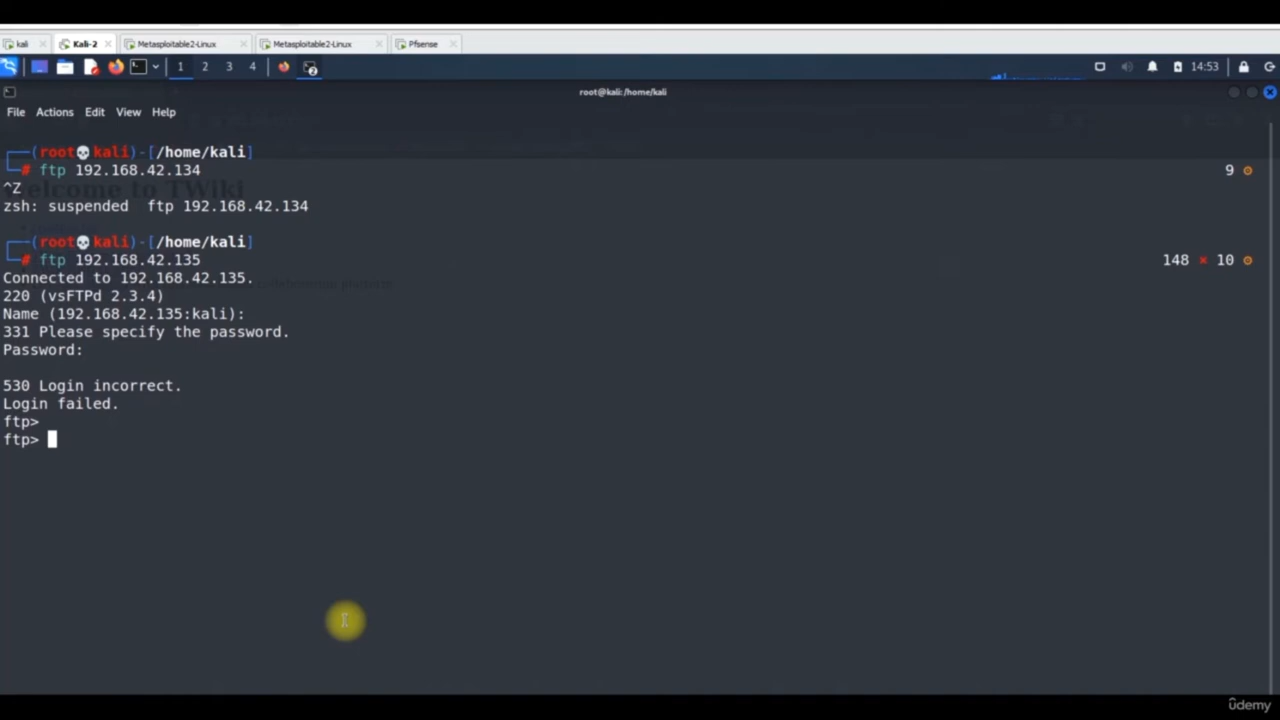 kali
Kali-2
Metasploitable2-Linux
Metasploitable2-Linux
Pfsense
1 2 3 4
2
14:53
root@kali:/home/kali
File Actions Edit View Help
(root💀kali)-[/home/kali]
# ftp 192.168.42.134
9
^Z
zsh: suspended ftp 192.168.42.134
(root💀kali)-[/home/kali]
# ftp 192.168.42.135
148 × 10
Connected to 192.168.42.135.
220 (vsFTPd 2.3.4)
Name (192.168.42.135:kali):
331 Please specify the password.
Password:
530 Login incorrect.
Login failed.
ftp>
ftp>
Welcome to TWiki
udemy